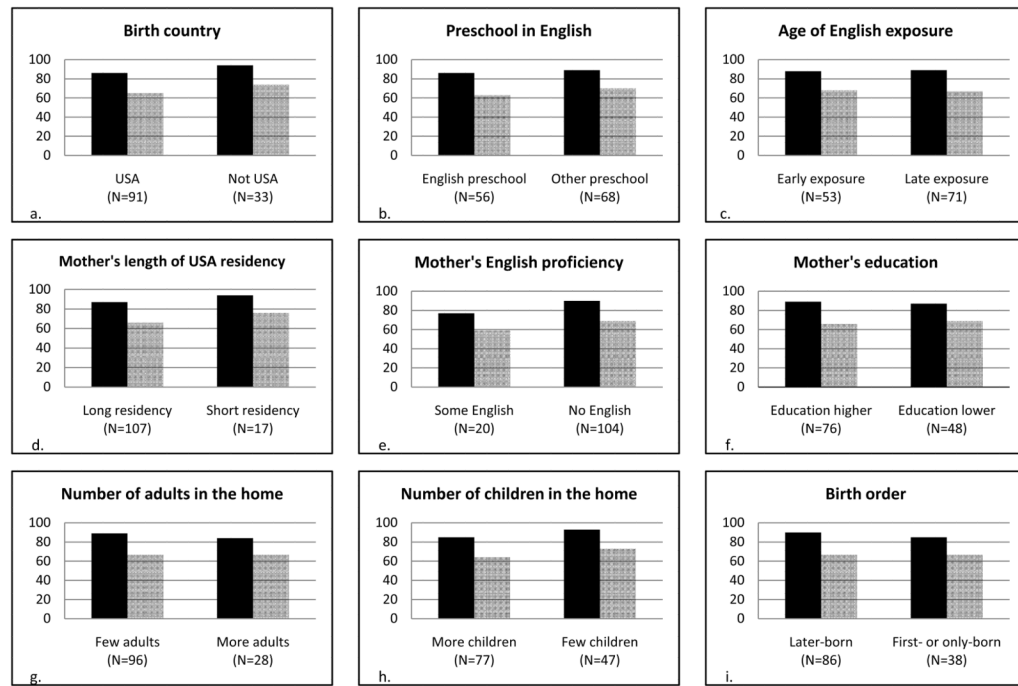 Birth country
100
80
60
40
20
0
USA
(N=91)
Not USA
(N=33)
a.
Preschool in English
100
80
60
40
20
0
English preschool
(N=56)
Other preschool
(N=68)
b.
Age of English exposure
100
80
60
40
20
0
Early exposure
(N=53)
Late exposure
(N=71)
c.
Mother's length of USA residency
100
80
60
40
20
0
Long residency
(N=107)
Short residency
(N=17)
d.
Mother's English proficiency
100
80
60
40
20
0
Some English
(N=20)
No English
(N=104)
e.
Mother's education
100
80
60
40
20
0
Education higher
(N=76)
Education lower
(N=48)
f.
Number of adults in the home
100
80
60
40
20
0
Few adults
(N=96)
More adults
(N=28)
g.
Number of children in the home
100
80
60
40
20
0
More children
(N=77)
Few children
(N=47)
h.
Birth order
100
80
60
40
20
0
Later-born
(N=86)
First- or only-born
(N=38)
i.